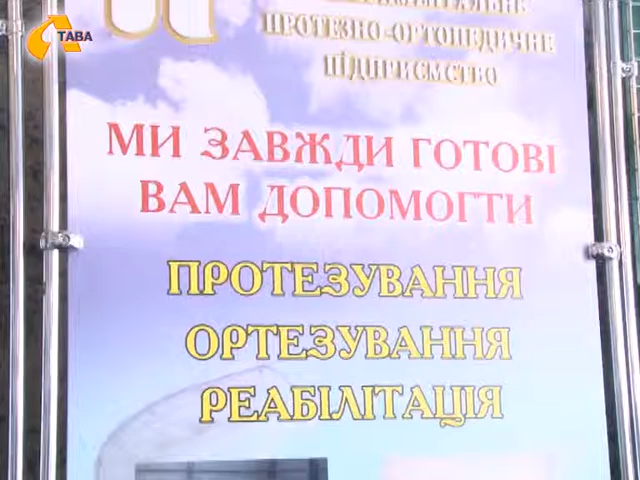 ТАВА
ПРОТЕЗНО-ОРТОПЕДИЧНЕ
ПІДПРИЄМСТВО
МИ ЗАВЖДИ ГОТОВІ
ВАМ ДОПОМОГТИ
ПРОТЕЗУВАННЯ
ОРТЕЗУВАННЯ
РЕАБІЛІТАЦІЯ